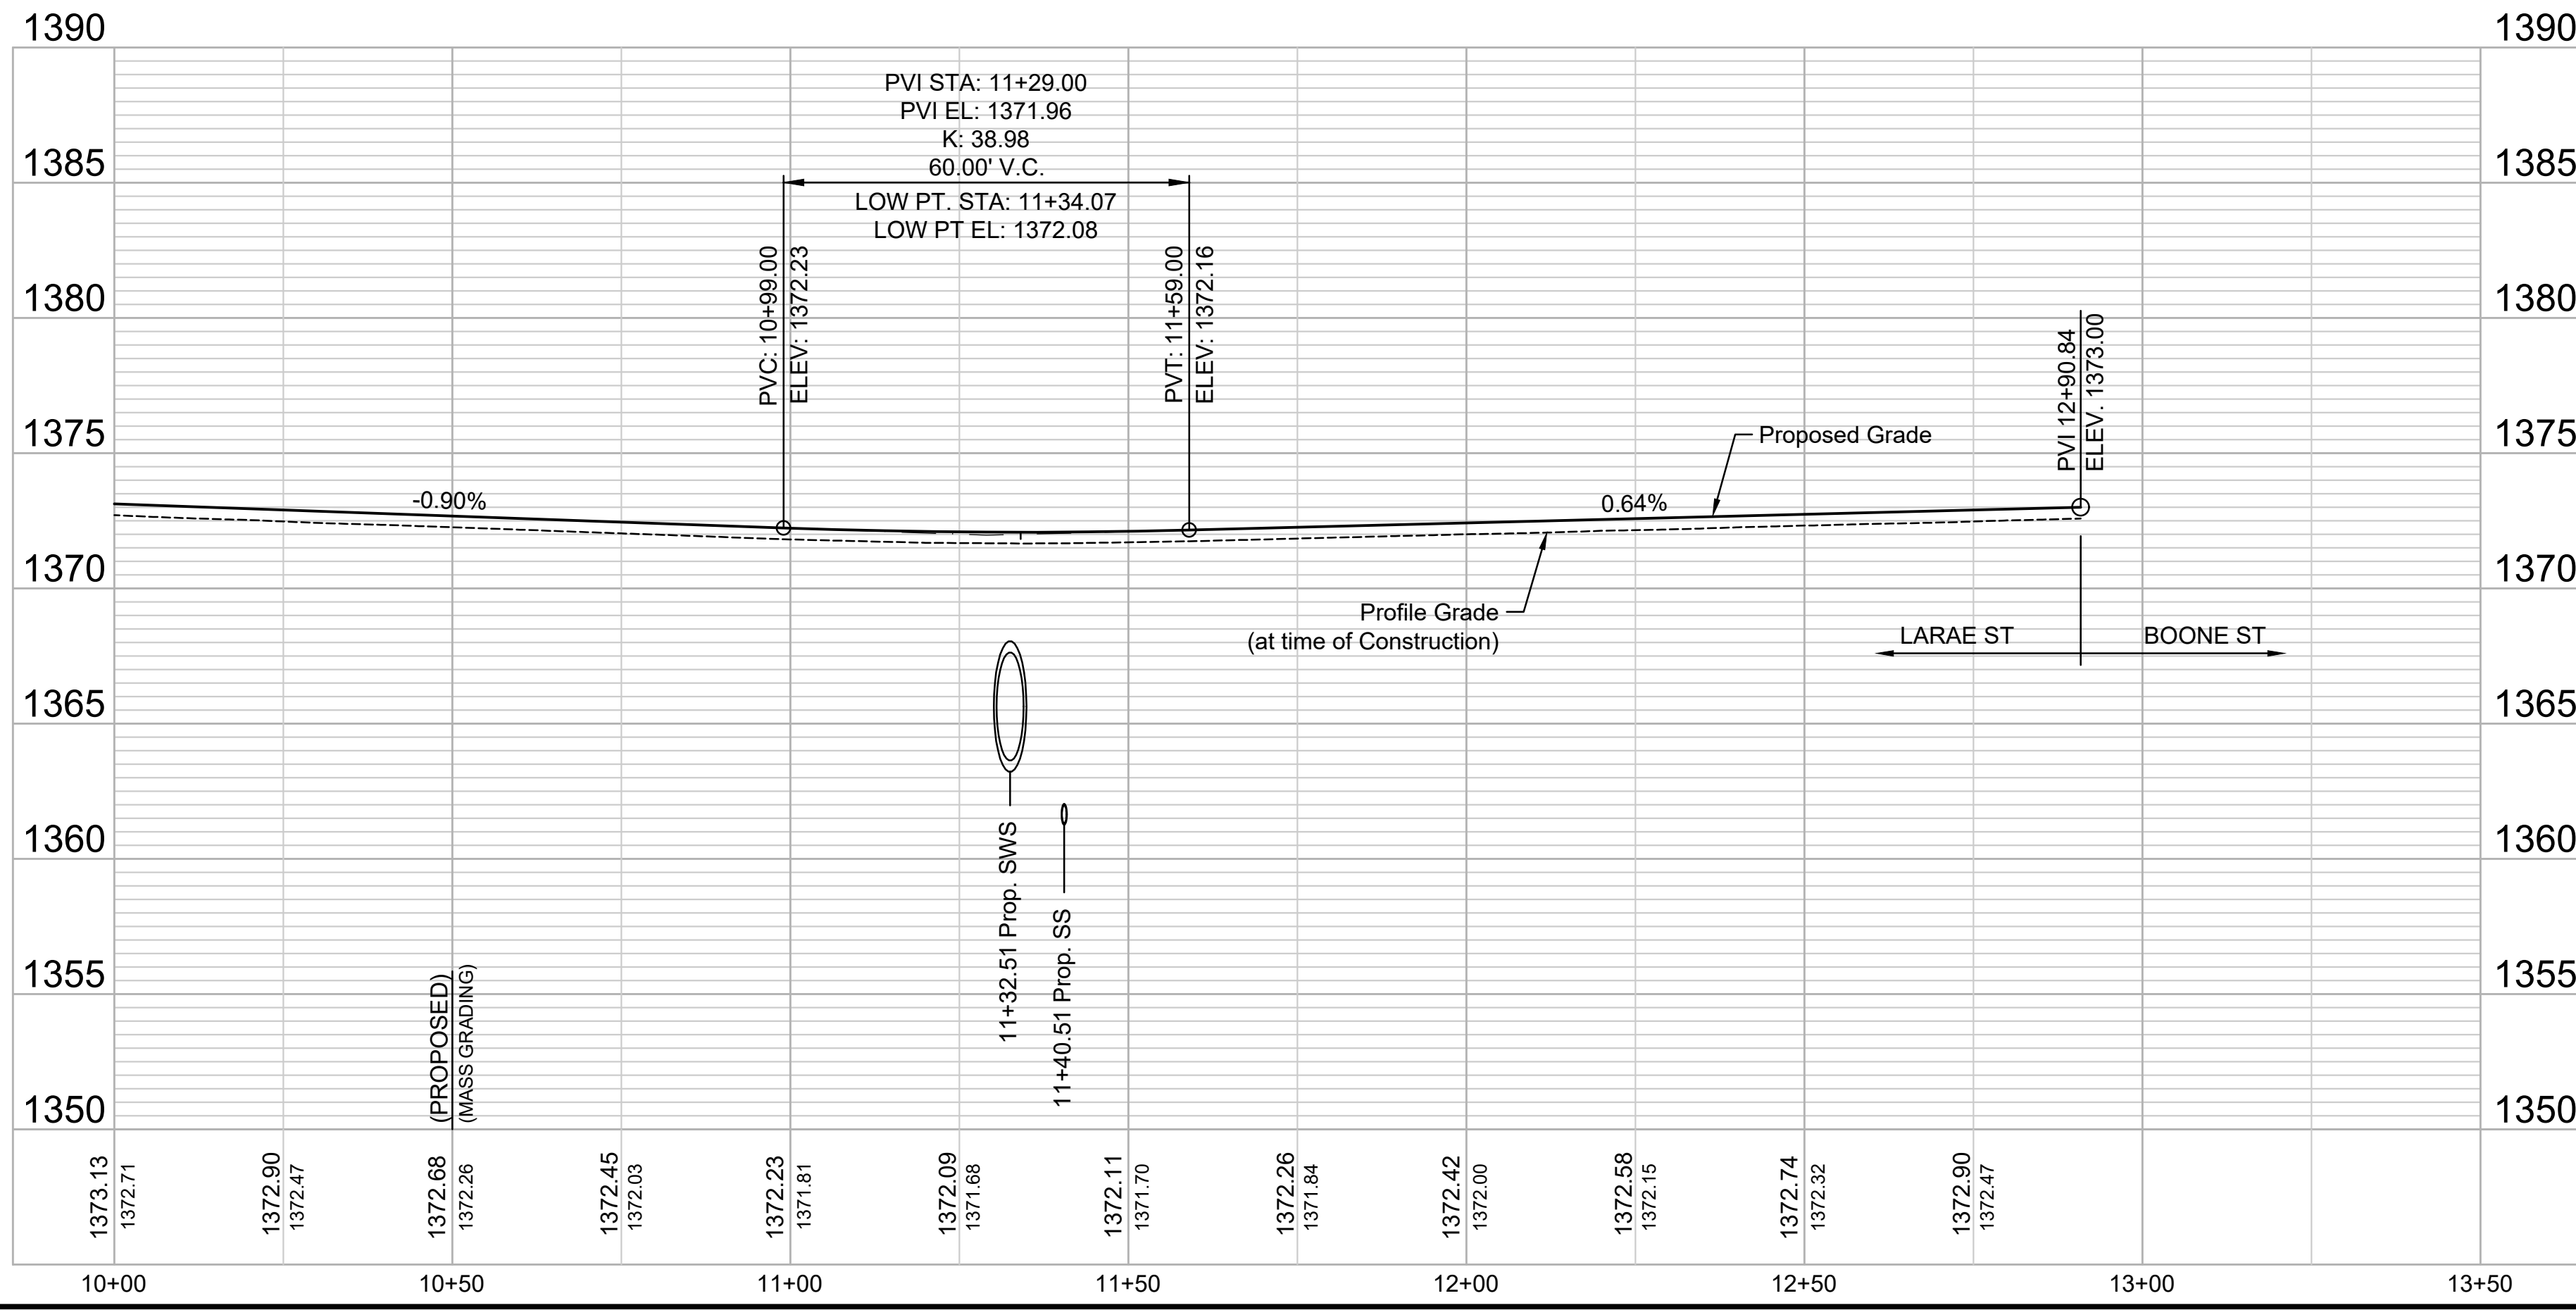 1390
1390
PVI STA: 11+29.00
PVI EL: 1371.96
K: 38.98
60.00' V.C.
1385
1385
LOW PT. STA: 11+34.07
LOW PT EL: 1372.08
PVC: 10+99.00
ELEV: 1372.23
PVT: 11+59.00
ELEV: 1372.16
1380
1380
PVI 12+90.84
ELEV. 1373.00
1375
1375
Proposed Grade
-0.90%
0.64%
1370
1370
Profile Grade
(at time of Construction)
LARAE ST
BOONE ST
1365
1365
1360
1360
11+32.51 Prop. SWS
11+40.51 Prop. SS
1355
1355
(PROPOSED)
(MASS GRADING)
1350
1350
1373.13
1372.71
1372.90
1372.47
1372.68
1372.26
1372.45
1372.03
1372.23
1371.81
1372.09
1371.68
1372.11
1371.70
1372.26
1371.84
1372.42
1372.00
1372.58
1372.15
1372.74
1372.32
1372.90
1372.47
10+00
10+50
11+00
11+50
12+00
12+50
13+00
13+50